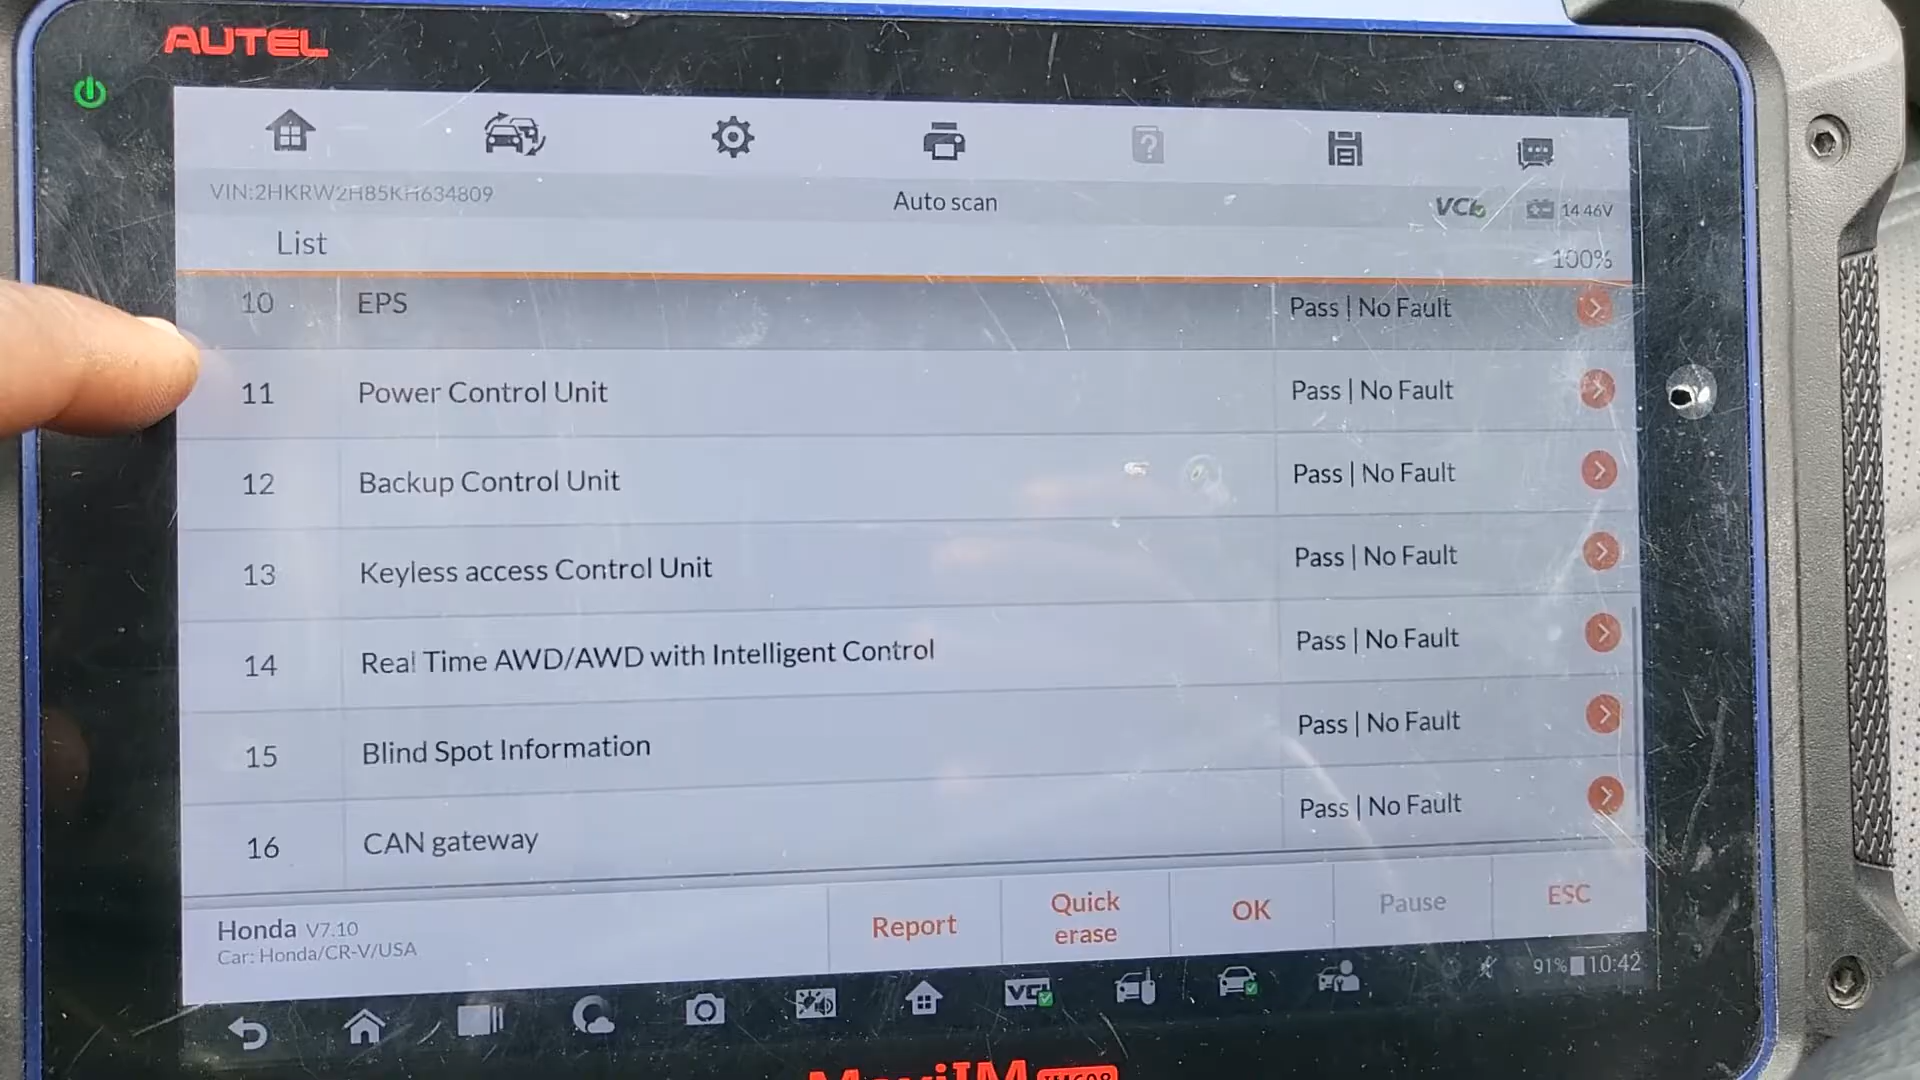 AUTEL
VIN:2HKRW2H85KH634809
Auto scan
VCI
14.46V
List
100%
10 EPS Pass | No Fault
11 Power Control Unit Pass | No Fault
12 Backup Control Unit Pass | No Fault
13 Keyless access Control Unit Pass | No Fault
14 Real Time AWD/AWD with Intelligent Control Pass | No Fault
15 Blind Spot Information Pass | No Fault
16 CAN gateway Pass | No Fault
Honda V7.10
Car: Honda/CR-V/USA
Report
Quick
erase
OK
Pause
ESC
VCI
91% 10:42
MaxiIM IM608